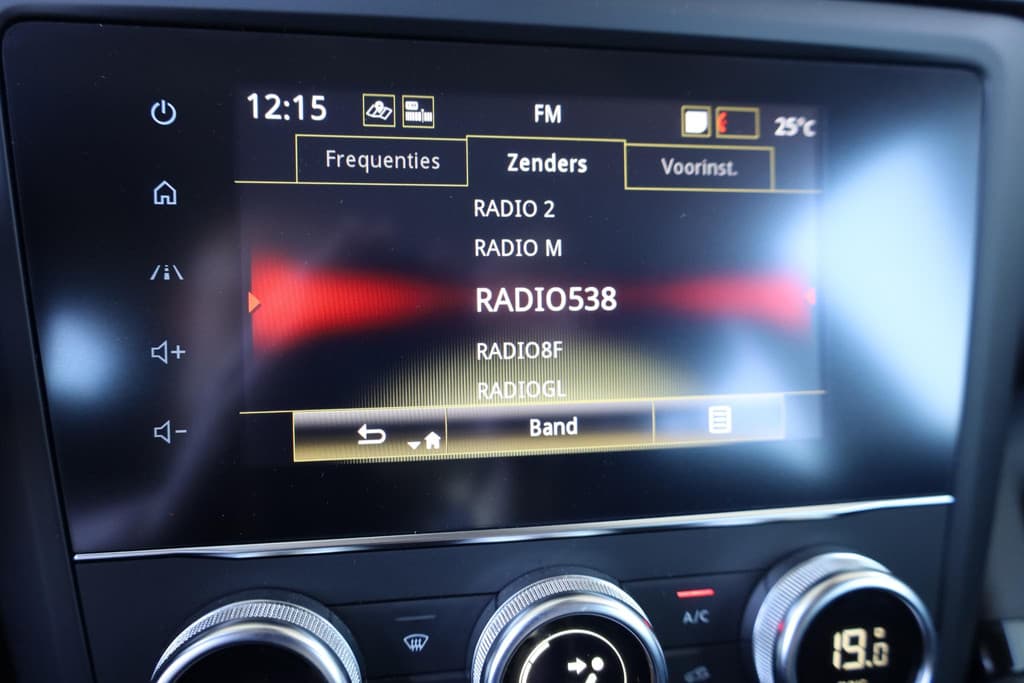 12:15 FM 25°C
Frequenties Zenders Voorinst.
RADIO 2
RADIO M
RADIO538
RADIO8F
RADIOGL
Band
A/C
19.0